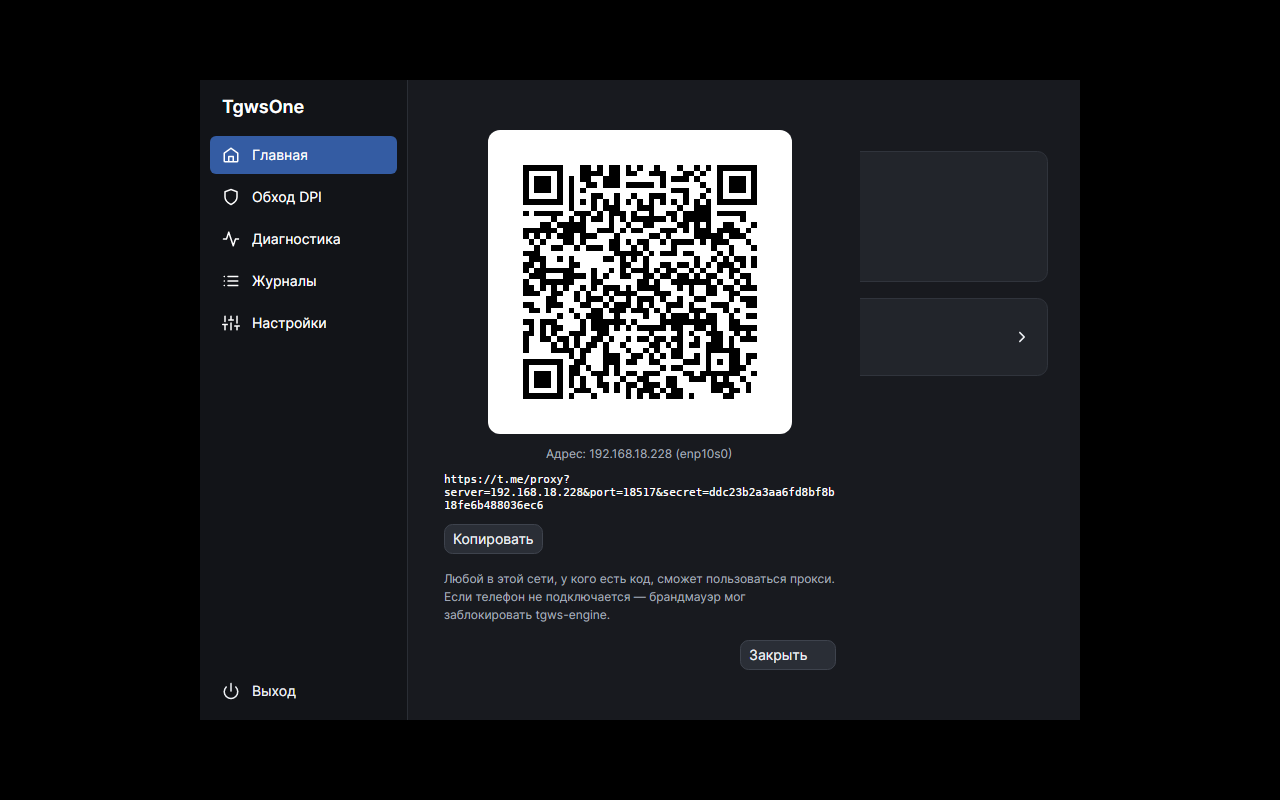 TgwsOne
Главная
Обход DPI
Диагностика
Журналы
Настройки
Выход
Адрес: 192.168.18.228 (enp10s0)
https://t.me/proxy?
server=192.168.18.228&port=18517&secret=ddc23b2a3aa6fd8bf8b
18fe6b488036ec6
Копировать
Любой в этой сети, у кого есть код, сможет пользоваться прокси.
Если телефон не подключается — брандмауэр мог
заблокировать tgws-engine.
Закрыть